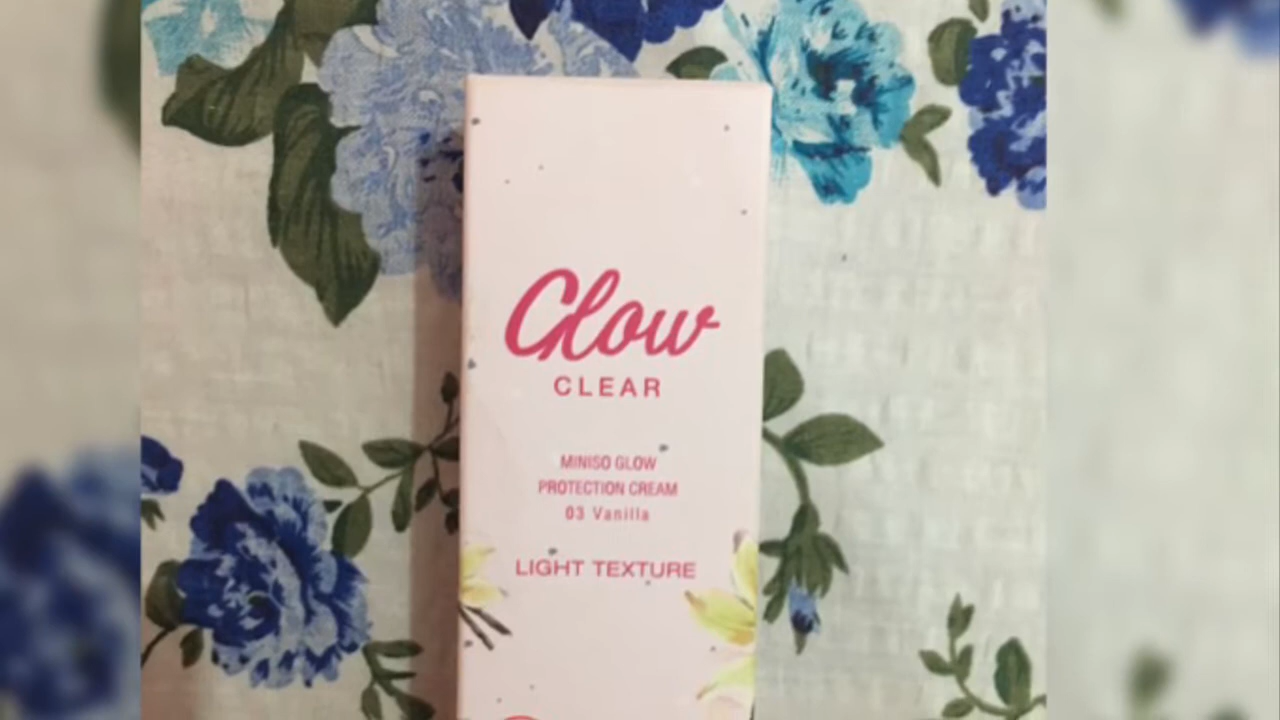 Glow
CLEAR
MINISO GLOW
PROTECTION CREAM
03 Vanilla
LIGHT TEXTURE